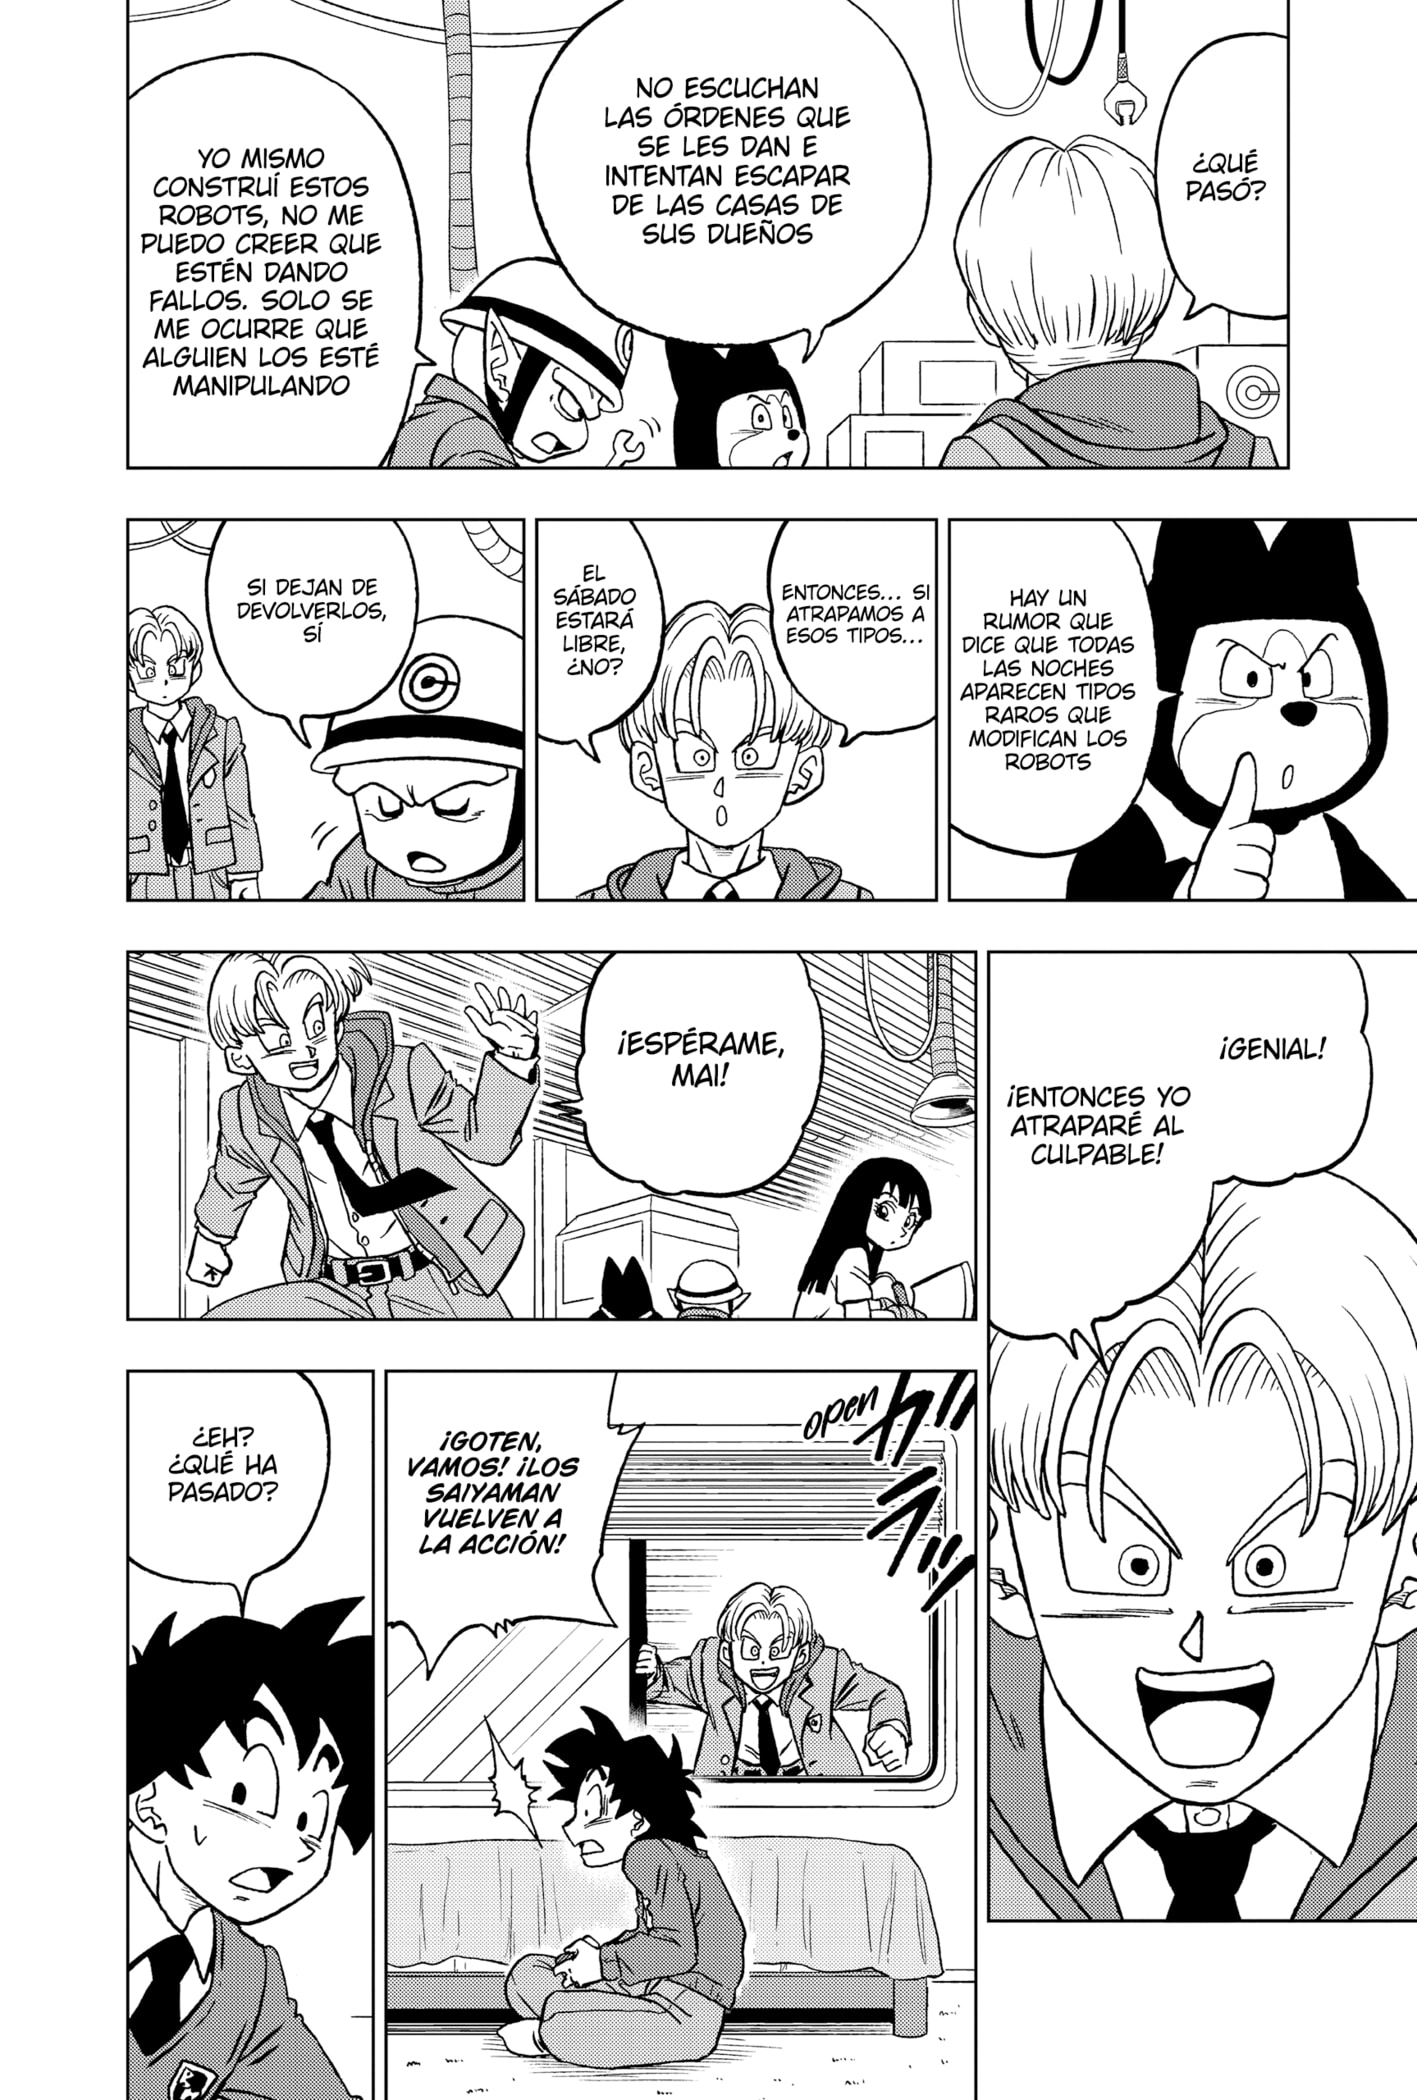 ¿QUÉ
PASÓ?
NO ESCUCHAN
LAS ÓRDENES QUE
SE LES DAN E
INTENTAN ESCAPAR
DE LAS CASAS DE
SUS DUEÑOS
YO MISMO
CONSTRUÍ ESTOS
ROBOTS, NO ME
PUEDO CREER QUE
ESTÉN DANDO
FALLOS. SOLO SE
ME OCURRE QUE
ALGUIEN LOS ESTÉ
MANIPULANDO
HAY UN
RUMOR QUE
DICE QUE TODAS
LAS NOCHES
APARECEN TIPOS
RAROS QUE
MODIFICAN LOS
ROBOTS
ENTONCES... SI
ATRAPAMOS A
ESOS TIPOS...
EL
SÁBADO
ESTARÁ
LIBRE,
¿NO?
SI DEJAN DE
DEVOLVERLOS,
SÍ
¡GENIAL!
¡ENTONCES YO
ATRAPARÉ AL
CULPABLE!
¡ESPÉRAME,
MAI!
open
ガラッ
¡GOTEN,
VAMOS! ¡LOS
SAIYAMAN
VUELVEN A
LA ACCIÓN!
¿EH?
¿QUÉ HA
PASADO?